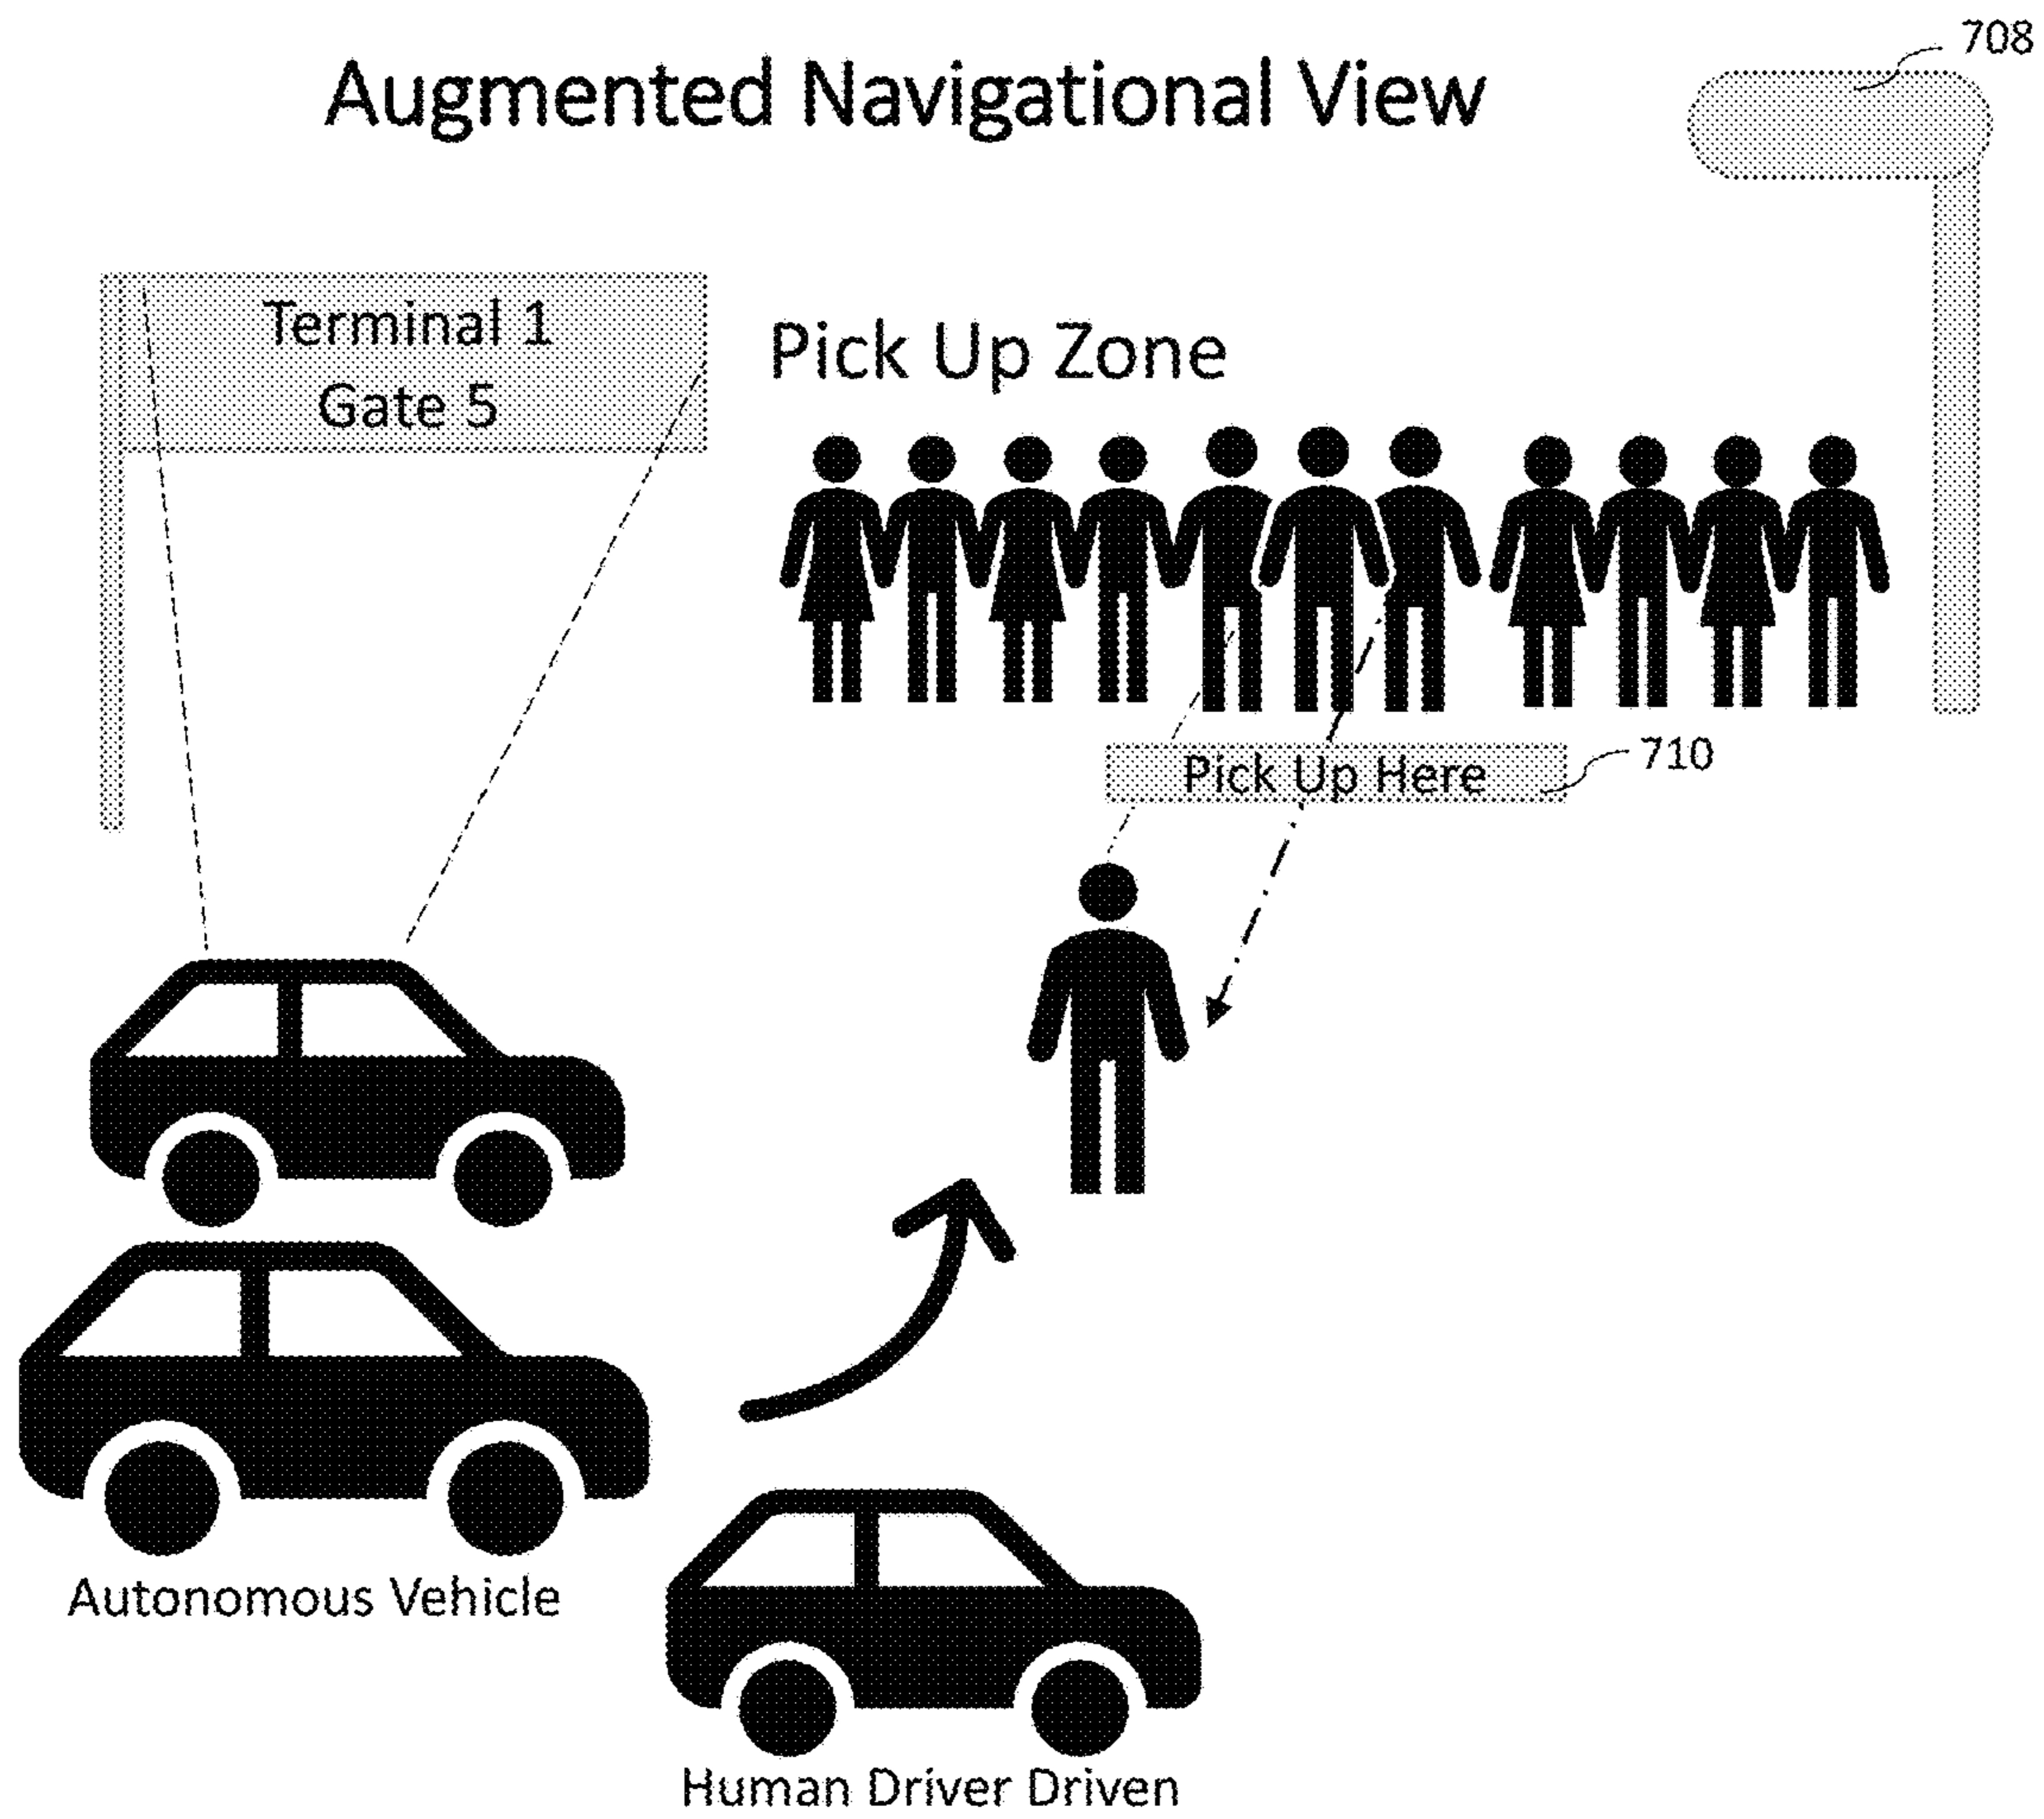 708
Augmented Navigational View
Terminal 1
Gate 5
Pick Up Zone
Pick Up Here
710
Autonomous Vehicle
Human Driver Driven